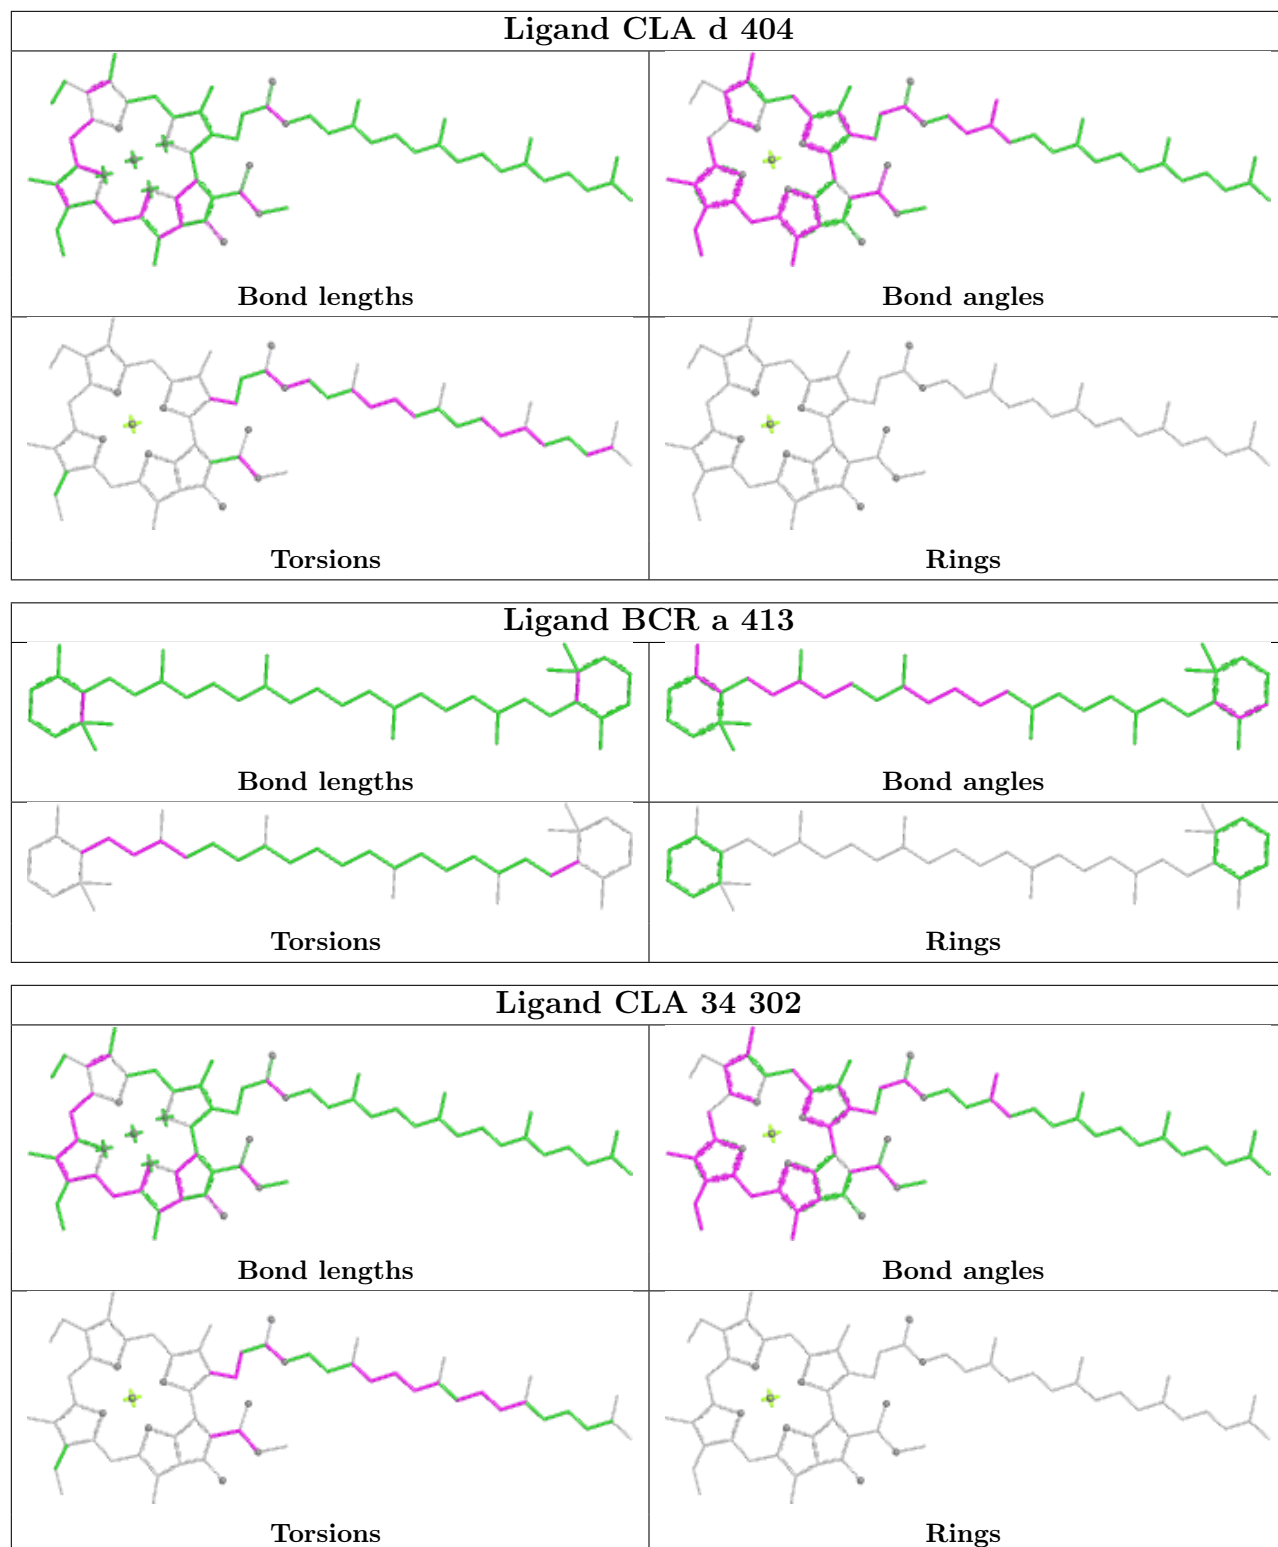 Ligand CLA d 404
Bond lengths
Bond angles
Torsions
Rings
Ligand BCR a 413
Bond lengths
Bond angles
Torsions
Rings
Ligand CLA 34 302
Bond lengths
Bond angles
Torsions
Rings